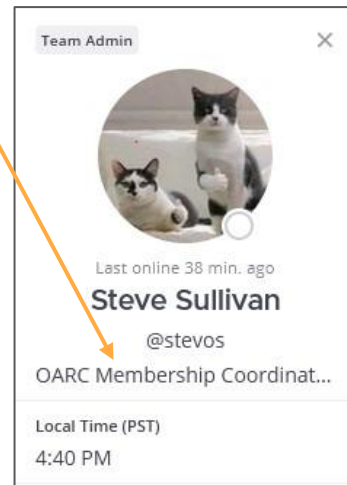 Team Admin
Last online 38 min. ago
Steve Sullivan
@stevos
OARC Membership Coordinat...
Local Time (PST)
4:40 PM